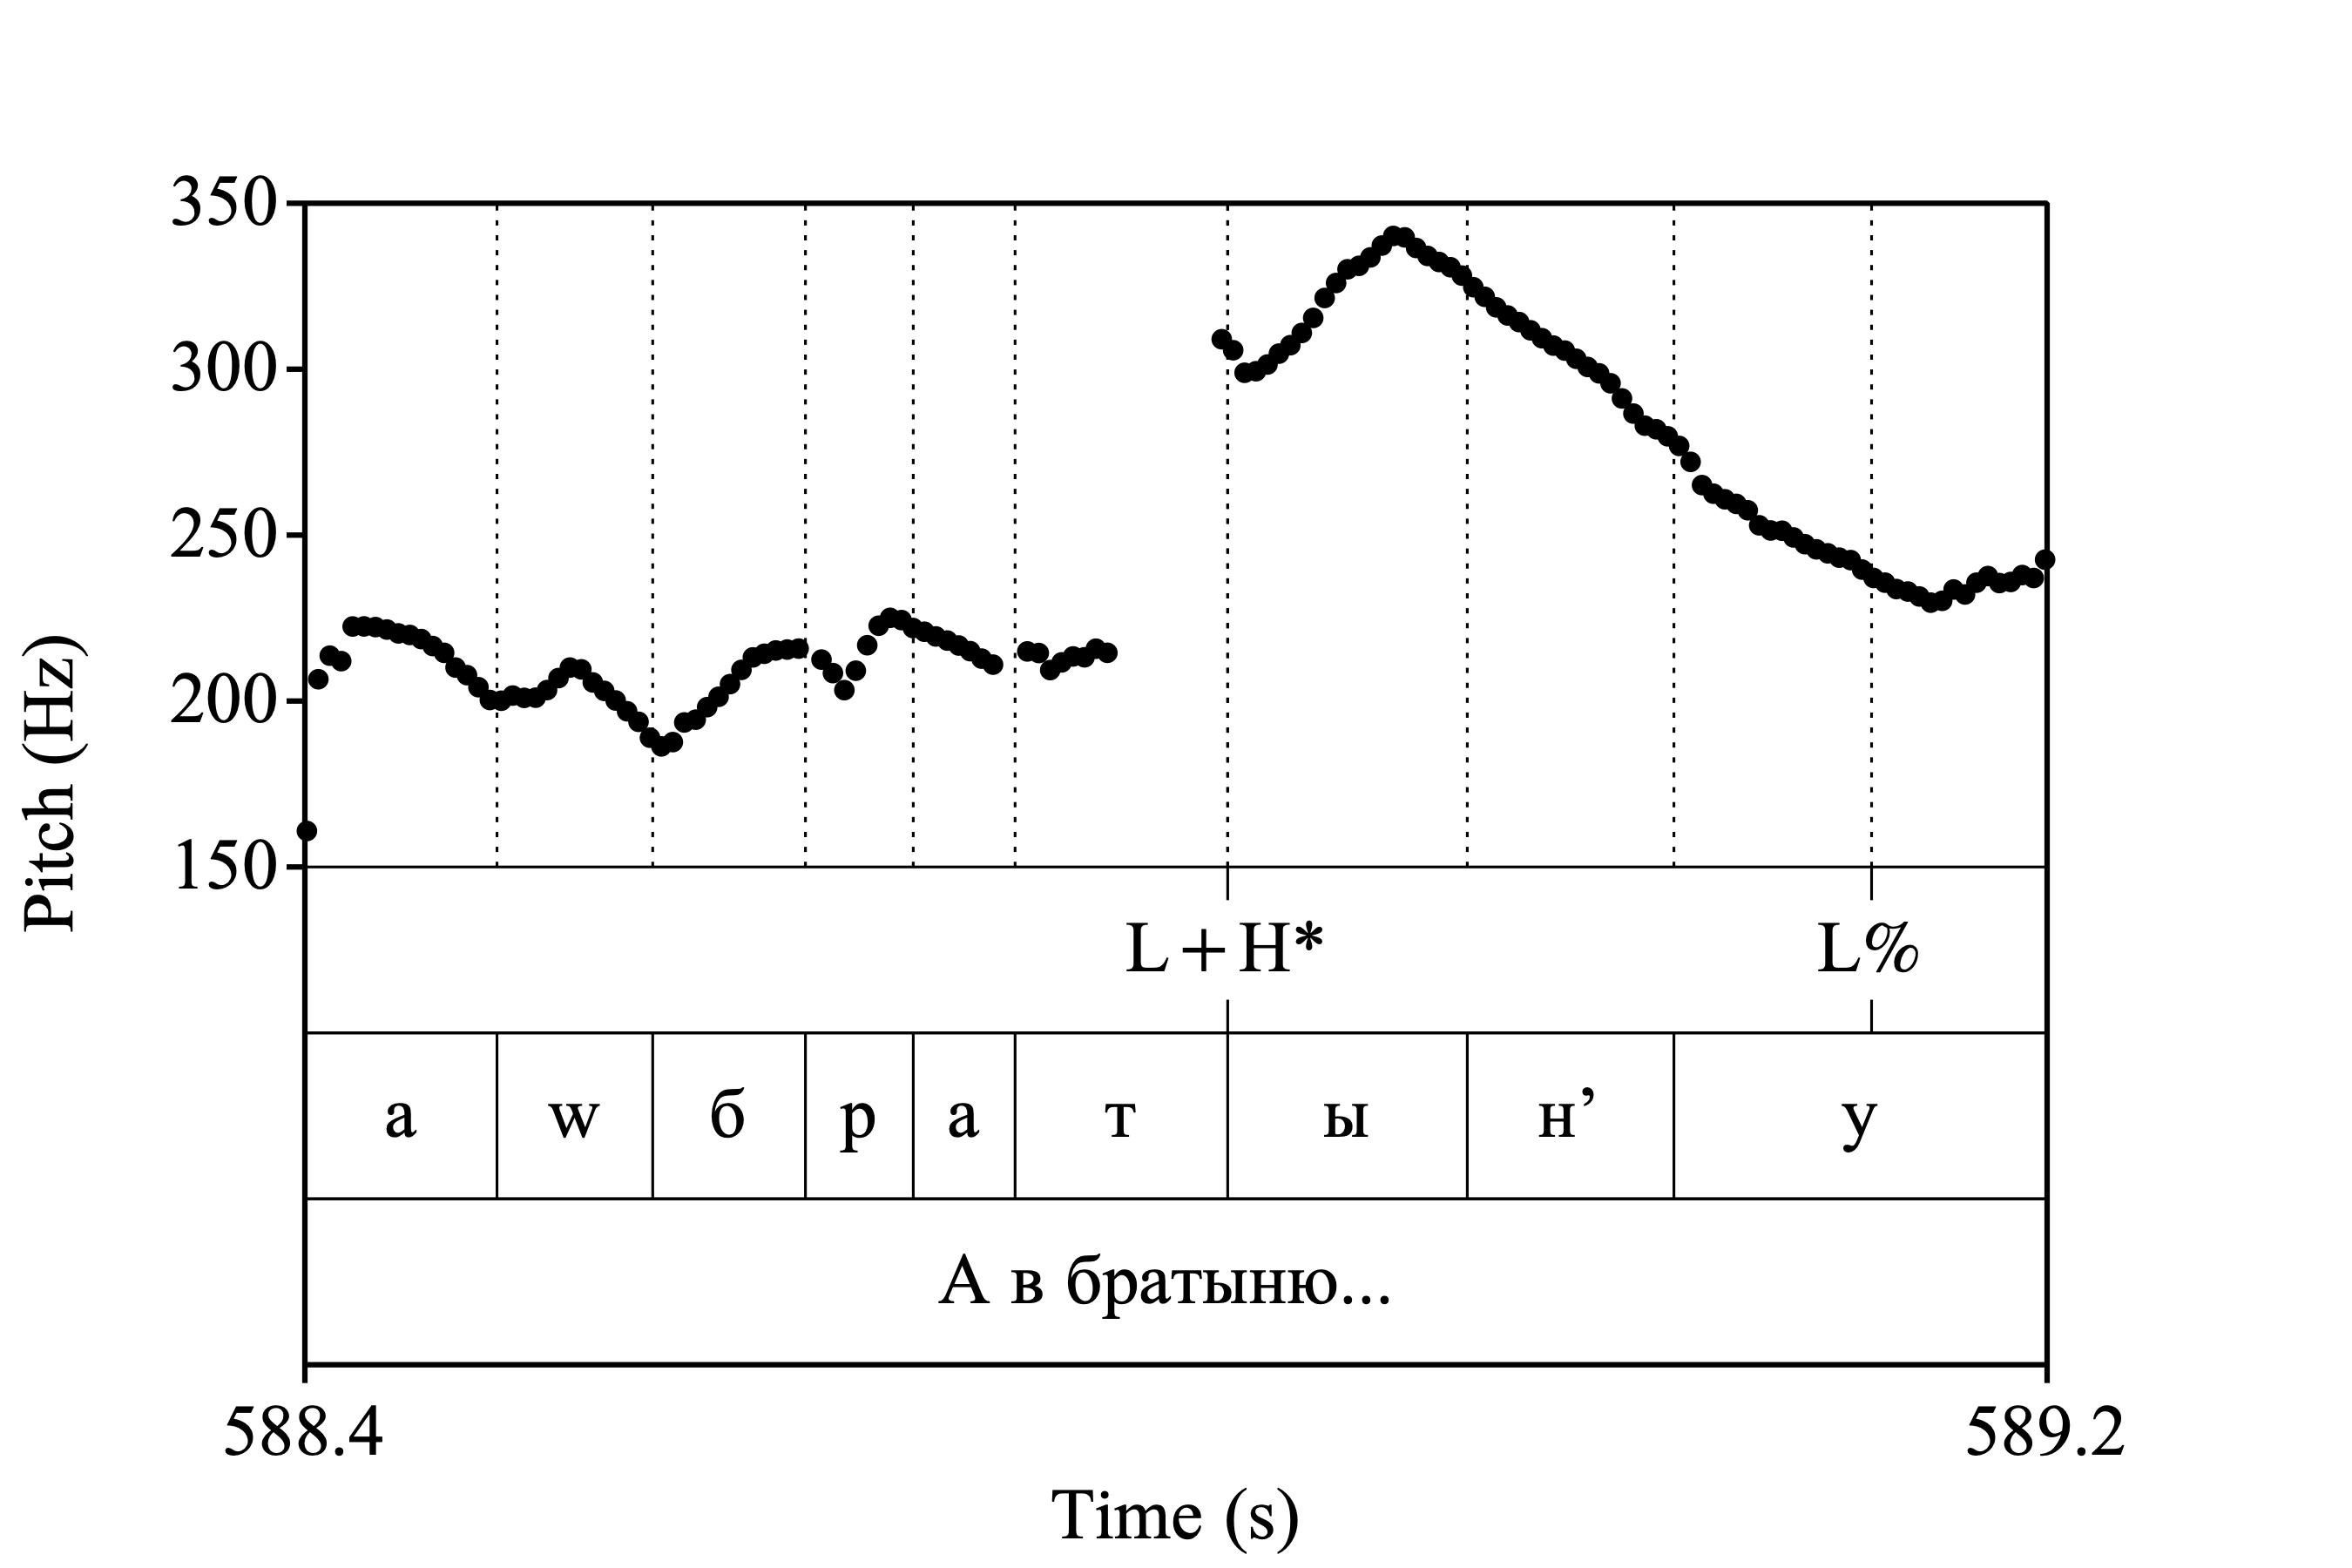 350
300
250
200
150
Pitch (Hz)
L+H* L%
а w б р а т ы н’ у
А в братыню...
588.4 589.2
Time (s)